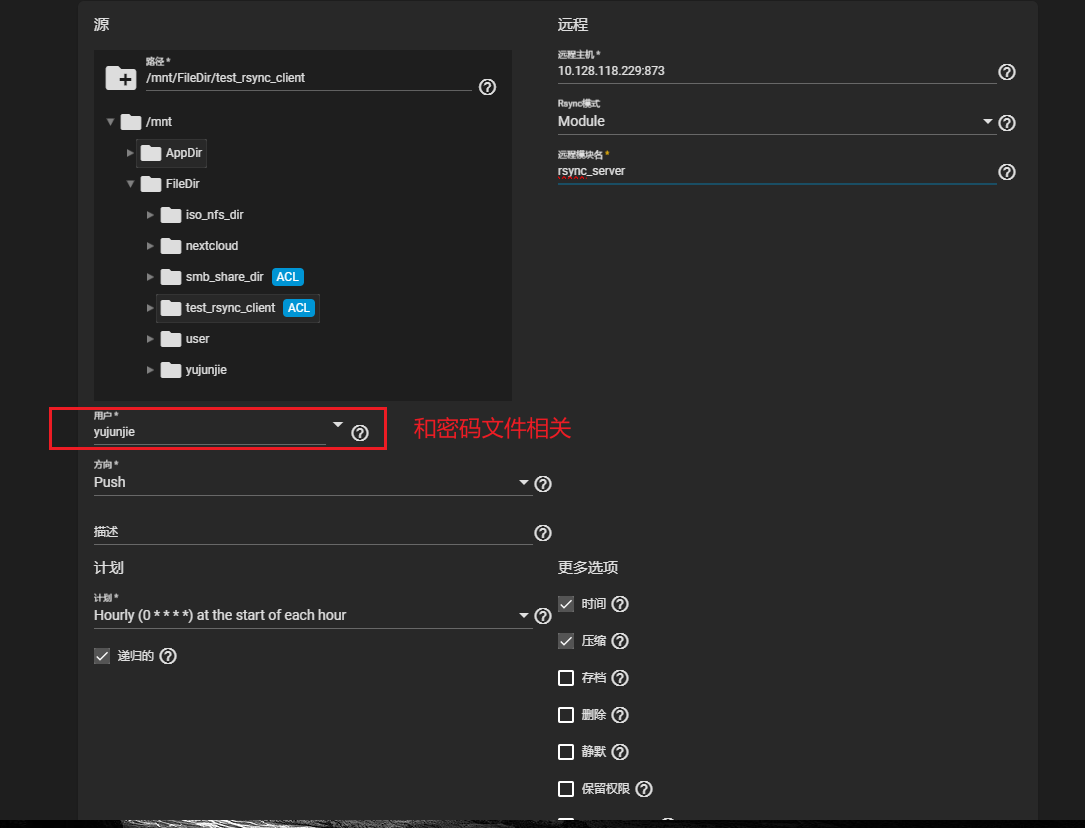 源
路径 *
/mnt/FileDir/test_rsync_client
/mnt
AppDir
FileDir
iso_nfs_dir
nextcloud
smb_share_dir ACL
test_rsync_client ACL
user
yujunjie
用户 *
yujunjie
和密码文件相关
方向 *
Push
描述
计划
计划 *
Hourly (0 * * * *) at the start of each hour
递归的
远程
远程主机 *
10.128.118.229:873
Rsync模式
Module
远程模块名 *
rsync_server
更多选项
时间
压缩
存档
删除
静默
保留权限